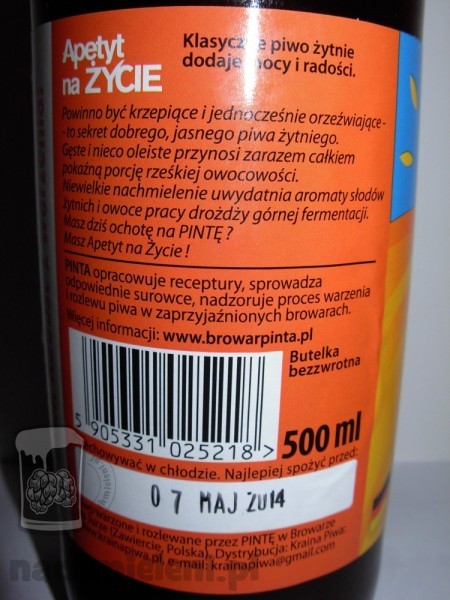 Apetyt
na ŻYCIE
Klasyczne piwo żytnie
dodaje mocy i radości.
Powinno być krzepiące i jednocześnie orzeźwiające -
- to sekret dobrego, jasnego piwa żytniego.
Gęste i nieco oleiste przynosi zarazem całkiem
pokaźną porcję rześkiej owocowości.
Niewielkie nachmielenie uwydatnia aromaty słodów
żytnich i owoce pracy drożdży górnej fermentacji.
Masz dziś ochotę na PINTĘ ?
Masz Apetyt na Życie !
PINTA opracowuje receptury, sprowadza
odpowiednie surowce, nadzoruje proces warzenia
i rozlewu piwa w zaprzyjaźnionych browarach.
Więcej informacji: www.browarpinta.pl
Butelka
bezzwrotna
5 905331 025218 >
500 ml
chowywać w chłodzie. Najlepiej spożyć przed:
07 MAJ 2014
warzone i rozlewane przez PINTĘ w Browarze
Jurze (Zawiercie, Polska). Dystrybucja: Kraina Piwa:
krainapiwa.pl, e-mail: krainapiwa@gmail.com